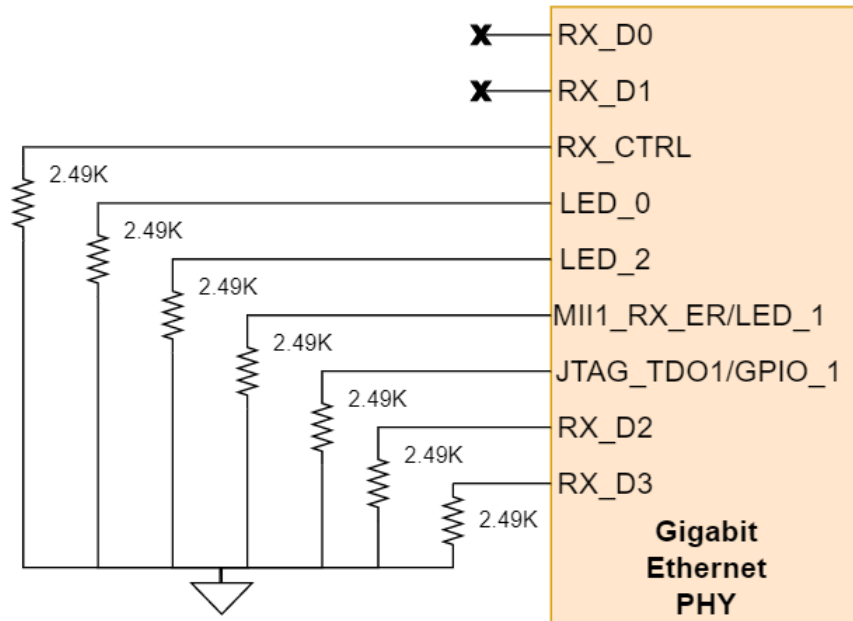 RX_D0
RX_D1
RX_CTRL
2.49K
LED_0
2.49K
LED_2
2.49K
MII1_RX_ER/LED_1
2.49K
JTAG_TDO1/GPIO_1
2.49K
RX_D2
2.49K
RX_D3
2.49K
Gigabit
Ethernet
PHY